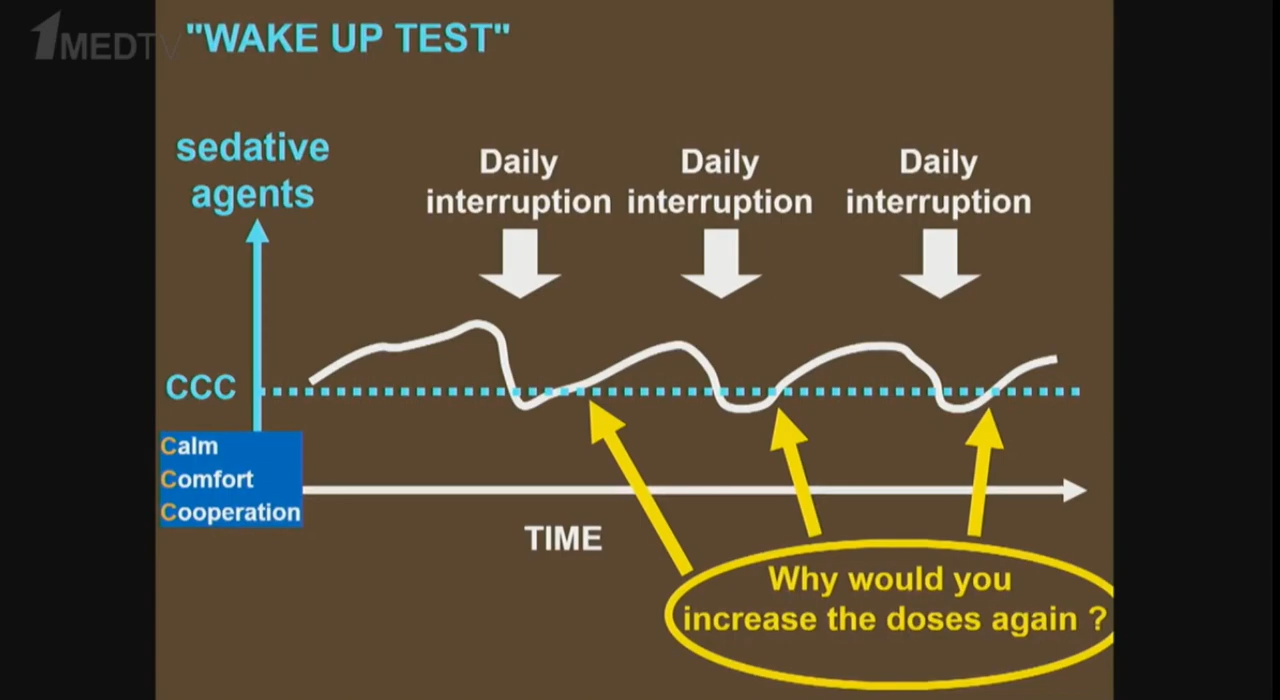 1MEDTV
"WAKE UP TEST"
sedative
agents
Daily
interruption
Daily
interruption
Daily
interruption
CCC
Calm
Comfort
Cooperation
TIME
Why would you
increase the doses again ?